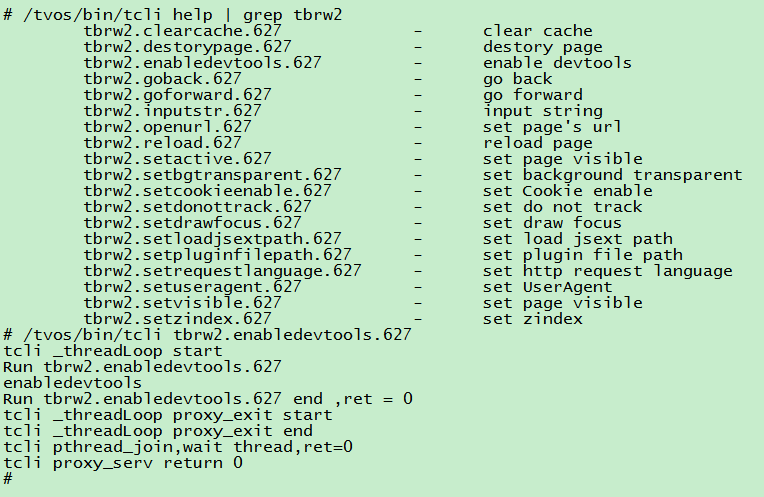 # /tvos/bin/tcli help | grep tbrw2
tbrw2.clearcache.627 - clear cache
tbrw2.destorypage.627 - destory page
tbrw2.enabledevtools.627 - enable devtools
tbrw2.goback.627 - go back
tbrw2.goforward.627 - go forward
tbrw2.inputstr.627 - input string
tbrw2.openurl.627 - set page's url
tbrw2.reload.627 - reload page
tbrw2.setactive.627 - set page visible
tbrw2.setbgtransparent.627 - set background transparent
tbrw2.setcookieenable.627 - set Cookie enable
tbrw2.setdonottrack.627 - set do not track
tbrw2.setdrawfocus.627 - set draw focus
tbrw2.setloadjsextpath.627 - set load jsext path
tbrw2.setpluginfilepath.627 - set plugin file path
tbrw2.setrequestlanguage.627 - set http request language
tbrw2.setuseragent.627 - set UserAgent
tbrw2.setvisible.627 - set page visible
tbrw2.setzindex.627 - set zindex
# /tvos/bin/tcli tbrw2.enabledevtools.627
tcli _threadLoop start
Run tbrw2.enabledevtools.627
enabledevtools
Run tbrw2.enabledevtools.627 end ,ret = 0
tcli _threadLoop proxy_exit start
tcli _threadLoop proxy_exit end
tcli pthread_join,wait thread,ret=0
tcli proxy_serv return 0
#